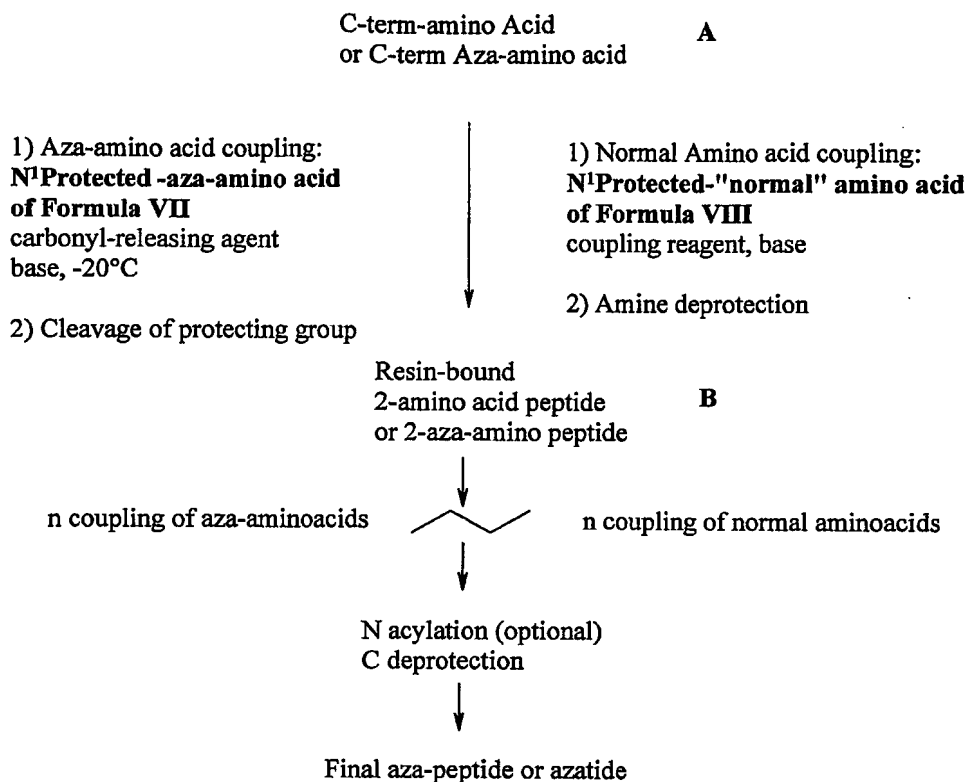 C-term-amino Acid
or C-term Aza-amino acid
A
1) Aza-amino acid coupling:
N¹Protected -aza-amino acid
of Formula VII
carbonyl-releasing agent
base, -20°C
2) Cleavage of protecting group
1) Normal Amino acid coupling:
N¹Protected-"normal" amino acid
of Formula VIII
coupling reagent, base
2) Amine deprotection
Resin-bound
2-amino acid peptide
or 2-aza-amino peptide
B
n coupling of aza-aminoacids
n coupling of normal aminoacids
N acylation (optional)
C deprotection
Final aza-peptide or azatide